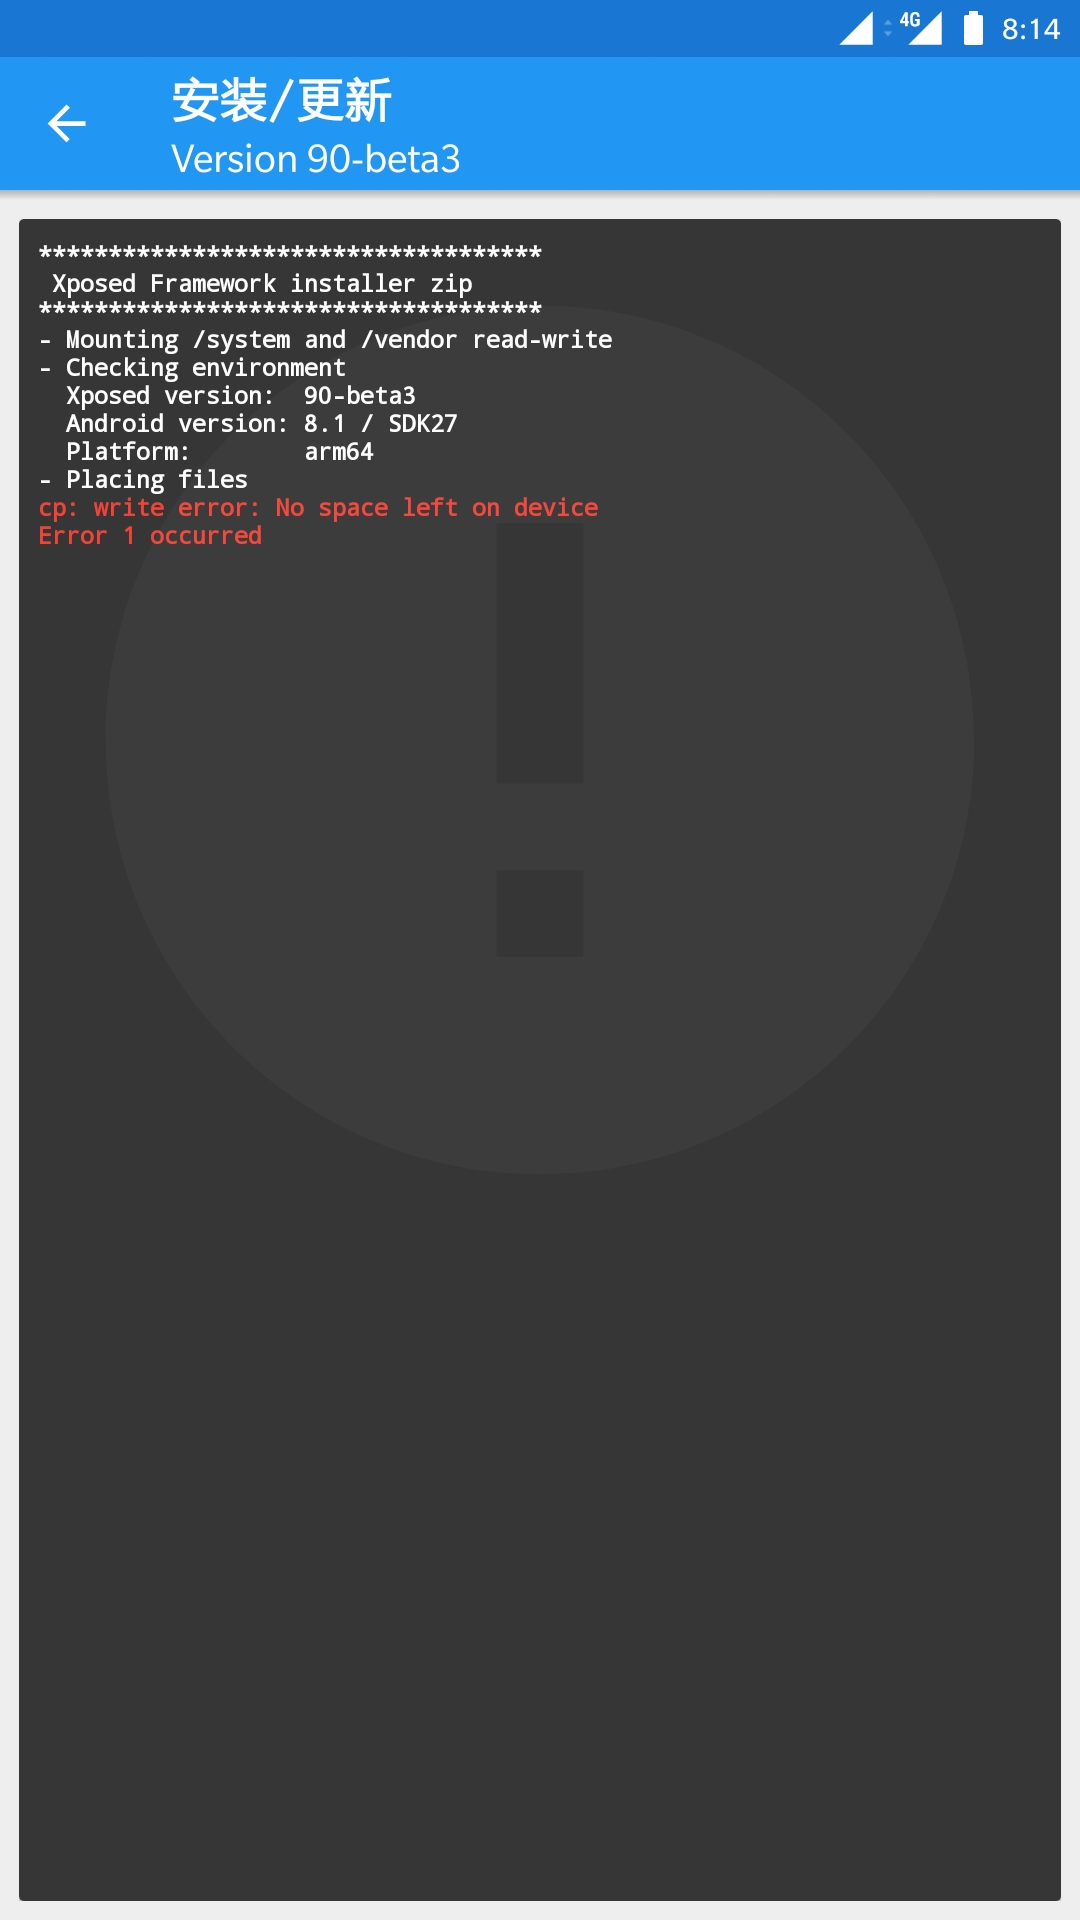 4G 8:14
安装/更新
Version 90-beta3
************************************
 Xposed Framework installer zip
************************************
- Mounting /system and /vendor read-write
- Checking environment
  Xposed version:  90-beta3
  Android version: 8.1 / SDK27
  Platform:        arm64
- Placing files
cp: write error: No space left on device
Error 1 occurred